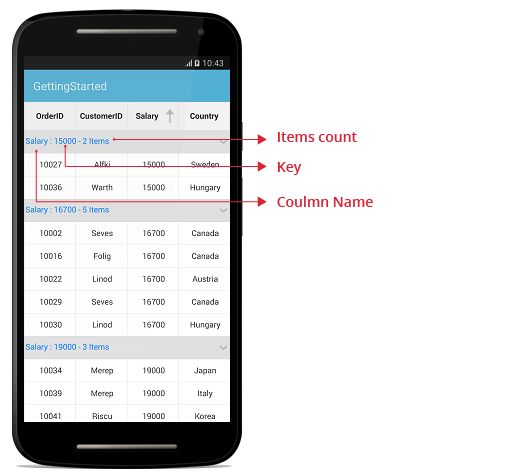 10:43
GettingStarted
OrderID CustomerID Salary Country
Salary : 15000 - 2 Items
10027 Alfki 15000 Sweden
10036 Warth 15000 Hungary
Salary : 16700 - 5 Items
10002 Seves 16700 Canada
10016 Folig 16700 Canada
10022 Linod 16700 Austria
10029 Seves 16700 Canada
10030 Linod 16700 Hungary
Salary : 19000 - 3 Items
10034 Merep 19000 Japan
10039 Merep 19000 Italy
10041 Riscu 19000 Korea
Items count
Key
Coulmn Name